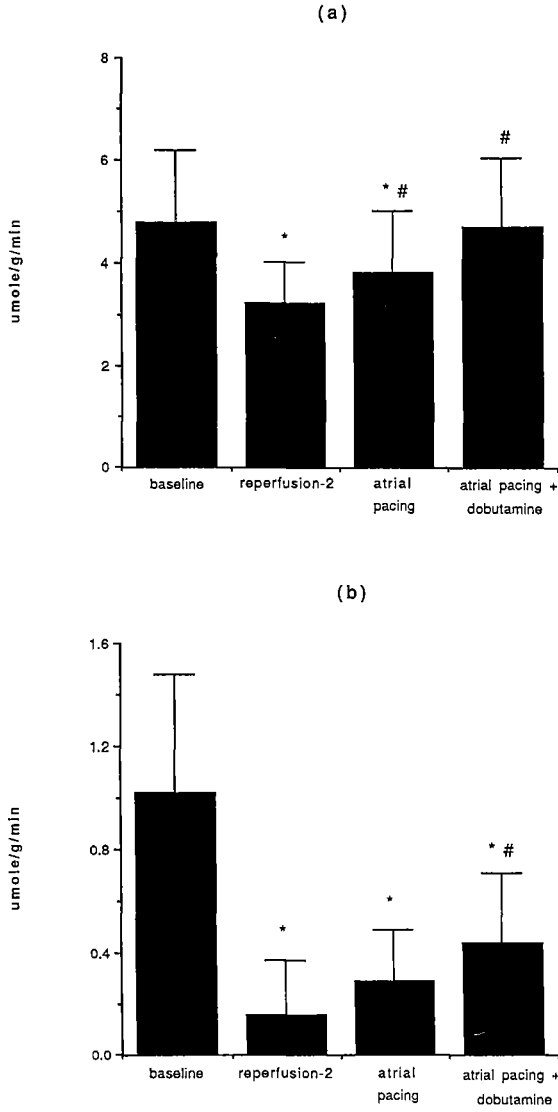 (a)
umole/g/min
8
6
4
2
0
* 
* #
#
baseline
reperfusion-2
atrial
pacing
atrial pacing +
dobutamine
(b)
umole/g/min
1.6
1.2
0.8
0.4
0.0
*
*
* #
baseline
reperfusion-2
atrial
pacing
atrial pacing +
dobutamine